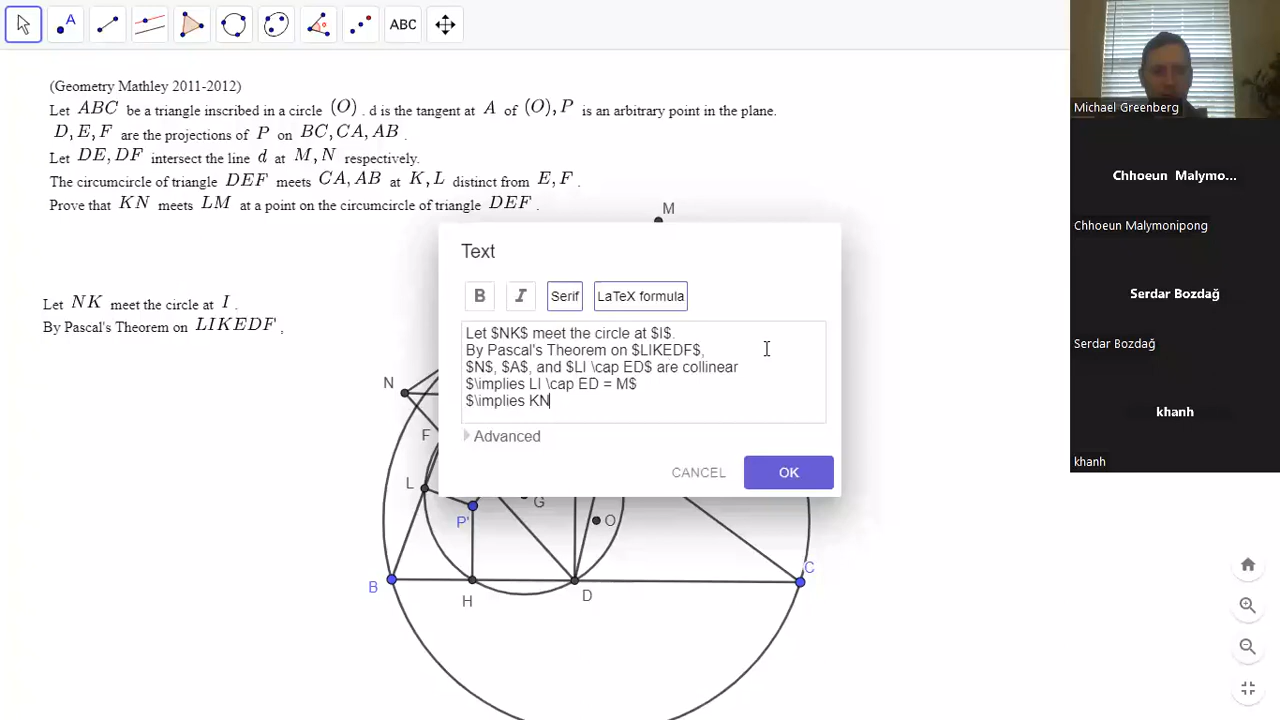 A
ABC
(Geometry Mathley 2011-2012)
Let ABC be a triangle inscribed in a circle (O) . d is the tangent at A of (O), P is an arbitrary point in the plane.
D, E, F are the projections of P on BC, CA, AB .
Let DE, DF intersect the line d at M, N respectively.
The circumcircle of triangle DEF meets CA, AB at K, L distinct from E, F .
Prove that KN meets LM at a point on the circumcircle of triangle DEF .
M
Let NK meet the circle at I .
By Pascal's Theorem on LIKEDF ,
Text
B I Serif LaTeX formula
Let $NK$ meet the circle at $I$.
By Pascal's Theorem on $LIKEDF$,
$N$, $A$, and $LI \cap ED$ are collinear
$\implies LI \cap ED = M$
$\implies KN
Advanced
CANCEL OK
N
F
L
G
P'
O
B
C
H
D
Michael Greenberg
Chhoeun Malymo...
Chhoeun Malymonipong
Serdar Bozdağ
Serdar Bozdağ
khanh
khanh